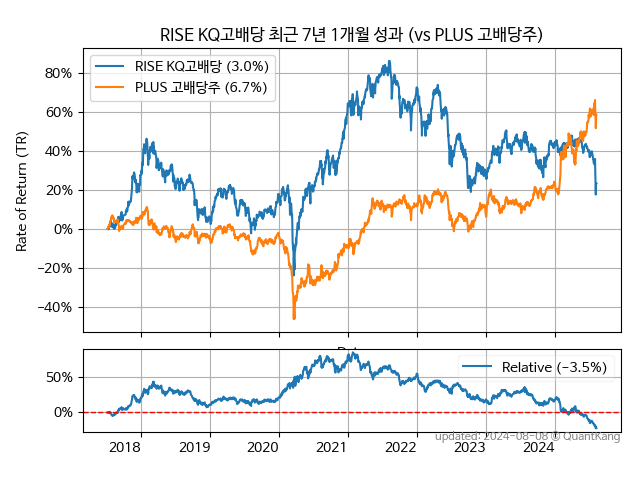 RISE KQ고배당 최근 7년 1개월 성과 (vs PLUS 고배당주)
RISE KQ고배당 (3.0%)
PLUS 고배당주 (6.7%)
Rate of Return (TR)
80%
60%
40%
20%
0%
−20%
−40%
Relative (−3.5%)
50%
0%
2018 2019 2020 2021 2022 2023 2024
updated: 2024-08-08 © QuantKang